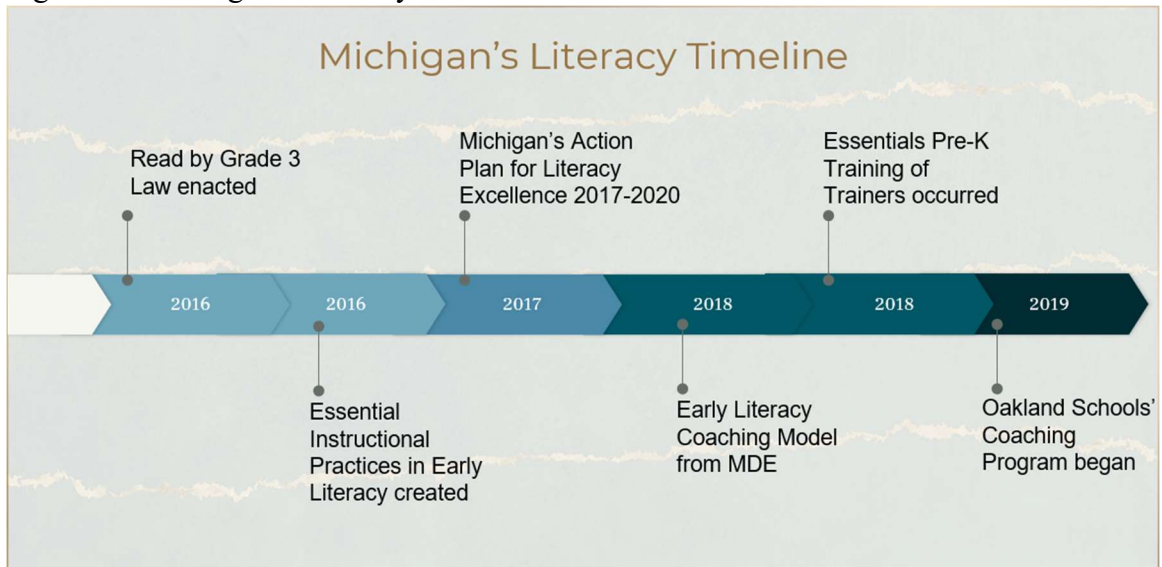 Michigan's Literacy Timeline
Read by Grade 3
Law enacted
Michigan's Action
Plan for Literacy
Excellence 2017-2020
Essentials Pre-K
Training of
Trainers occurred
2016
2016
2017
2018
2018
2019
Essential
Instructional
Practices in Early
Literacy created
Early Literacy
Coaching Model
from MDE
Oakland Schools'
Coaching
Program began